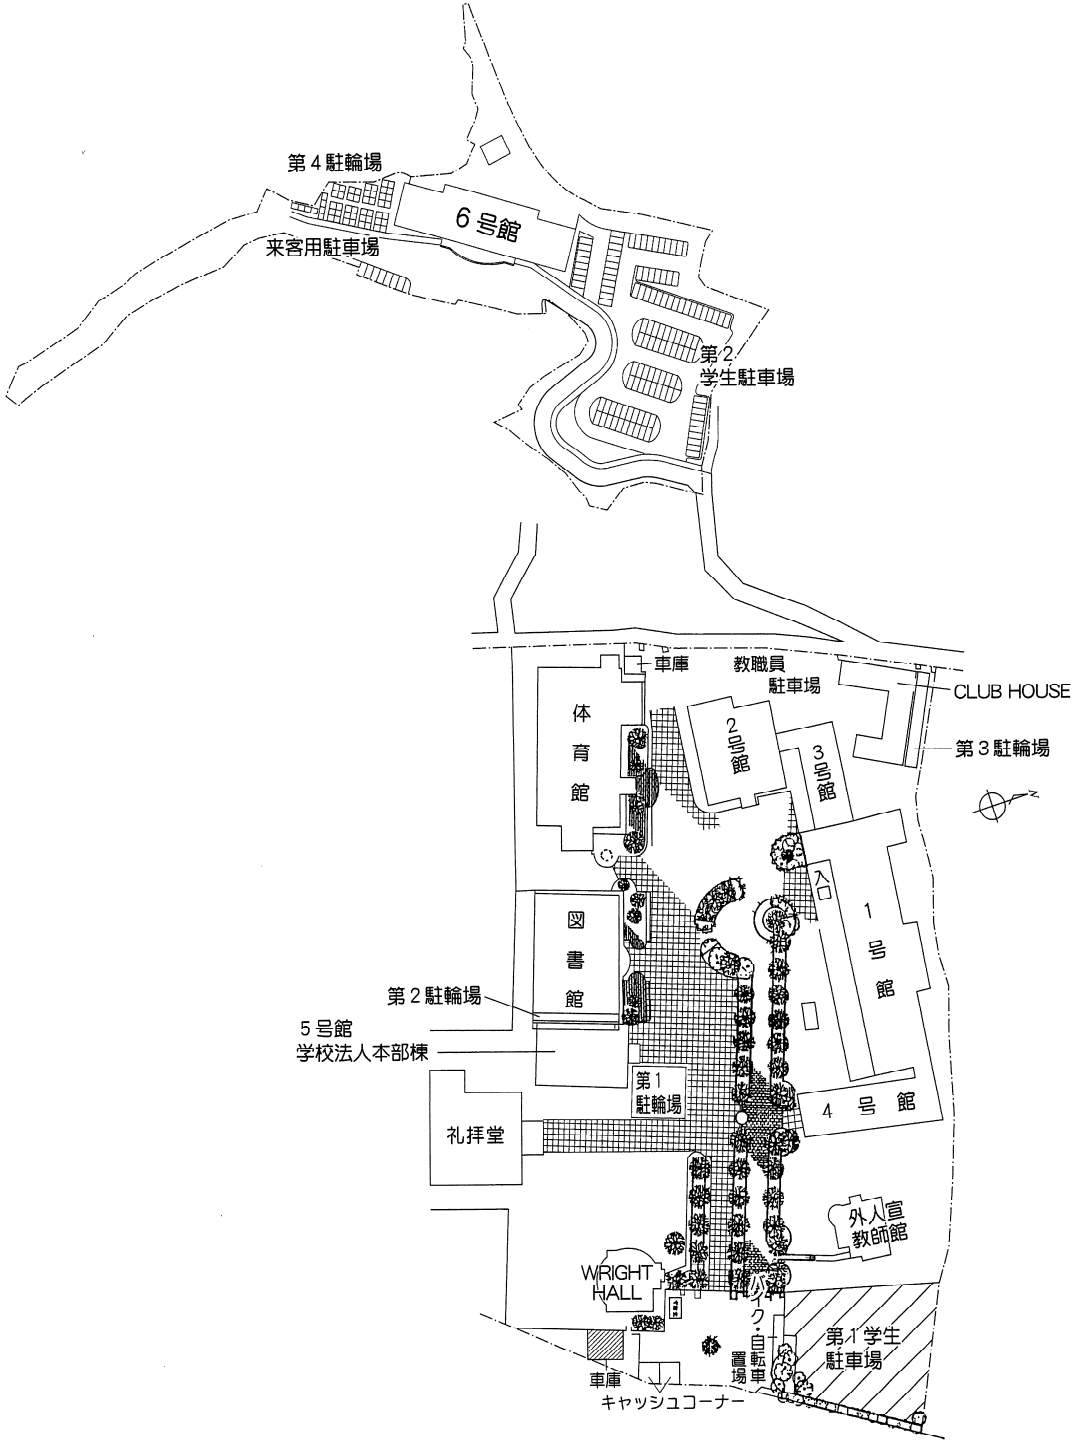 第4駐輪場
6号館
来客用駐車場
第2
学生駐車場
車庫
教職員
駐車場
CLUB HOUSE
体育館
2号館
3号館
第3駐輪場
N
入口
1号館
図書館
第2駐輪場
5号館
学校法人本部棟
第1
駐輪場
4号館
礼拝堂
外人宣
教師館
WRIGHT
HALL
バイク・自転車
置場
第1学生
駐車場
車庫
キャッシュコーナー